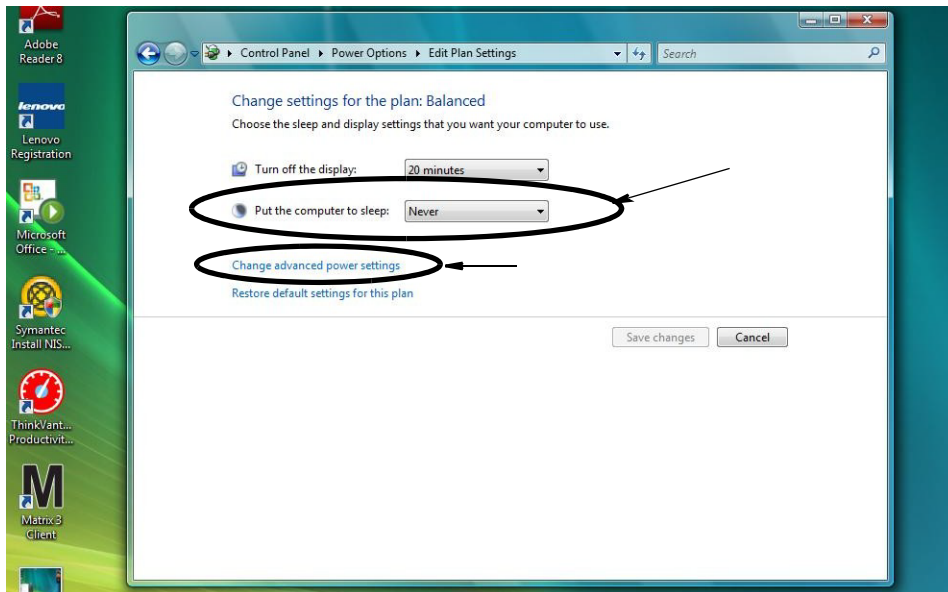 Adobe
Reader 8
lenovo
Lenovo
Registration
Microsoft
Office - ...
Symantec
Install NIS...
ThinkVant...
Productivit...
M
Matrix 3
Client
Control Panel ▸ Power Options ▸ Edit Plan Settings
Search
Change settings for the plan: Balanced
Choose the sleep and display settings that you want your computer to use.
Turn off the display: 20 minutes
Put the computer to sleep: Never
Change advanced power settings
Restore default settings for this plan
Save changes Cancel